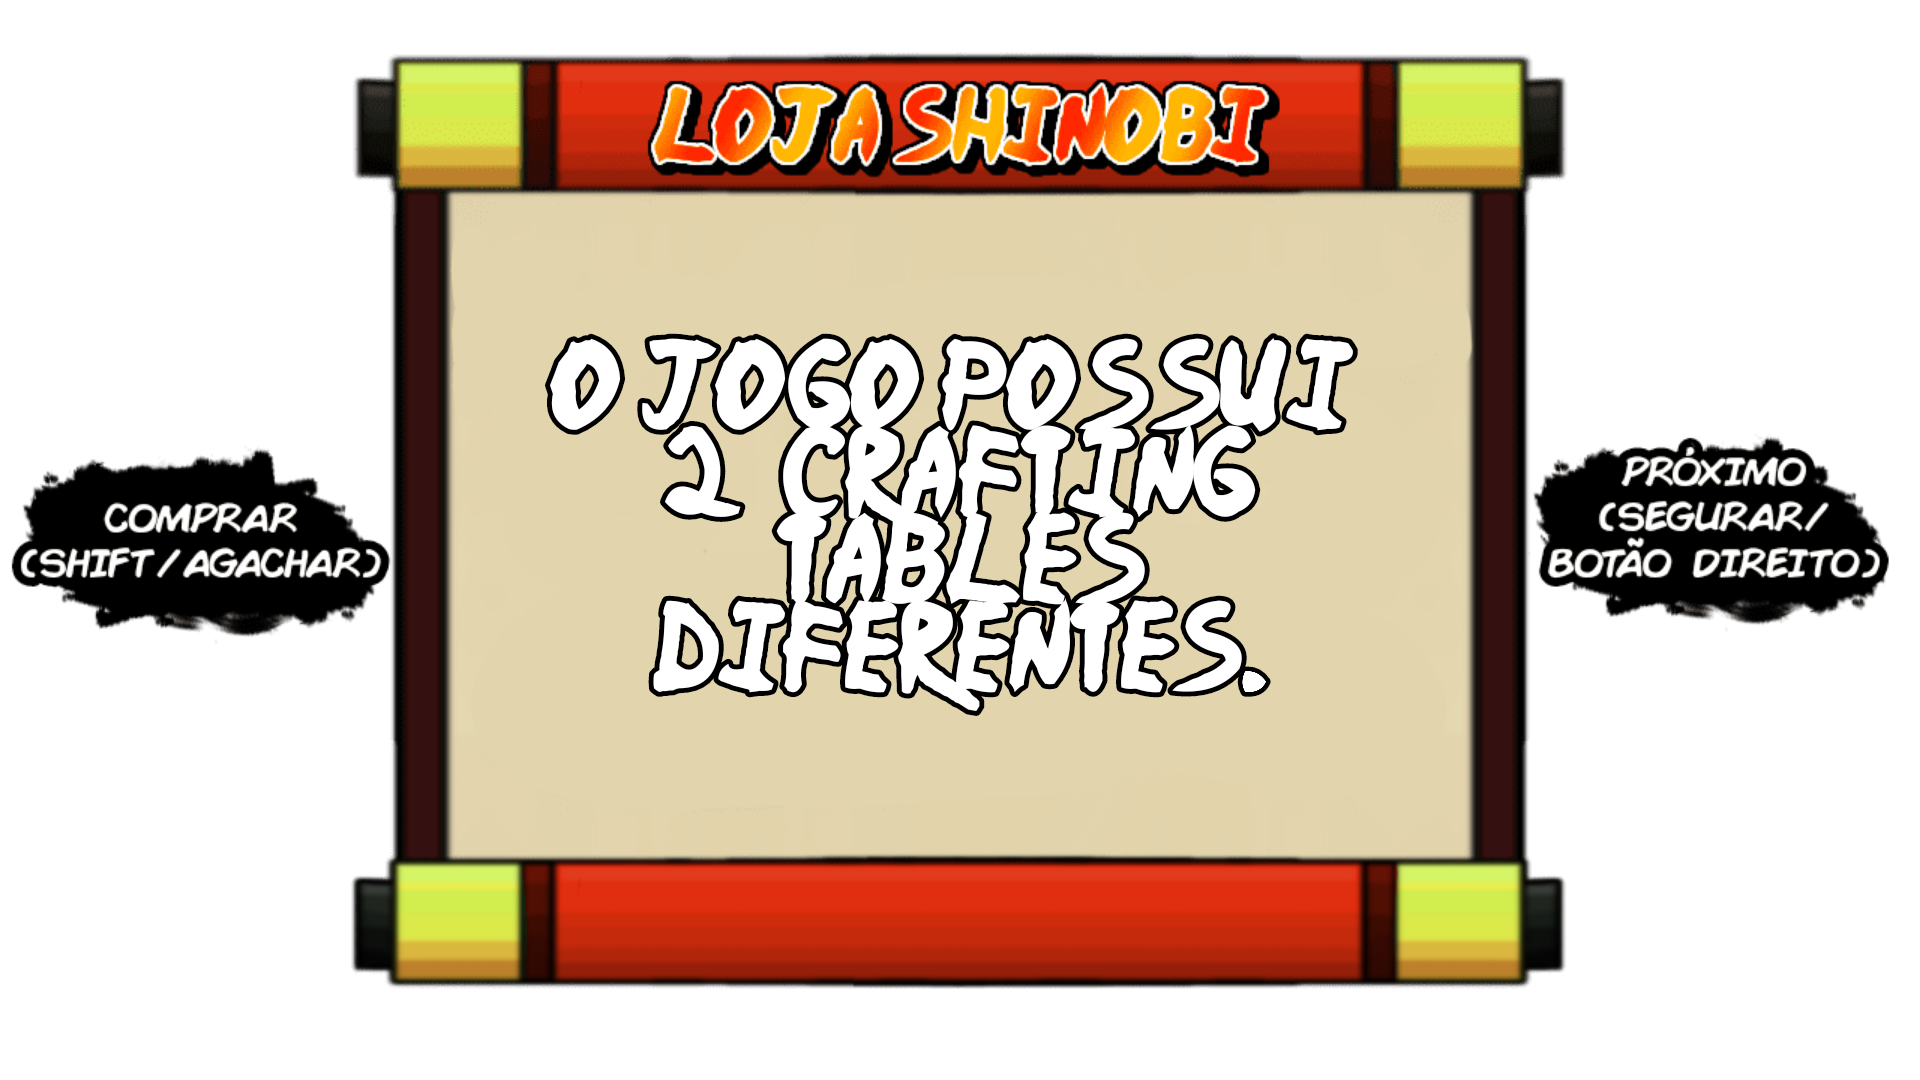 LOJA SHINOBI
O JOGO POSSUI
2 CRAFTING
TABLES
DIFERENTES.
COMPRAR
(SHIFT/AGACHAR)
PRÓXIMO
(SEGURAR/
BOTÃO DIREITO)